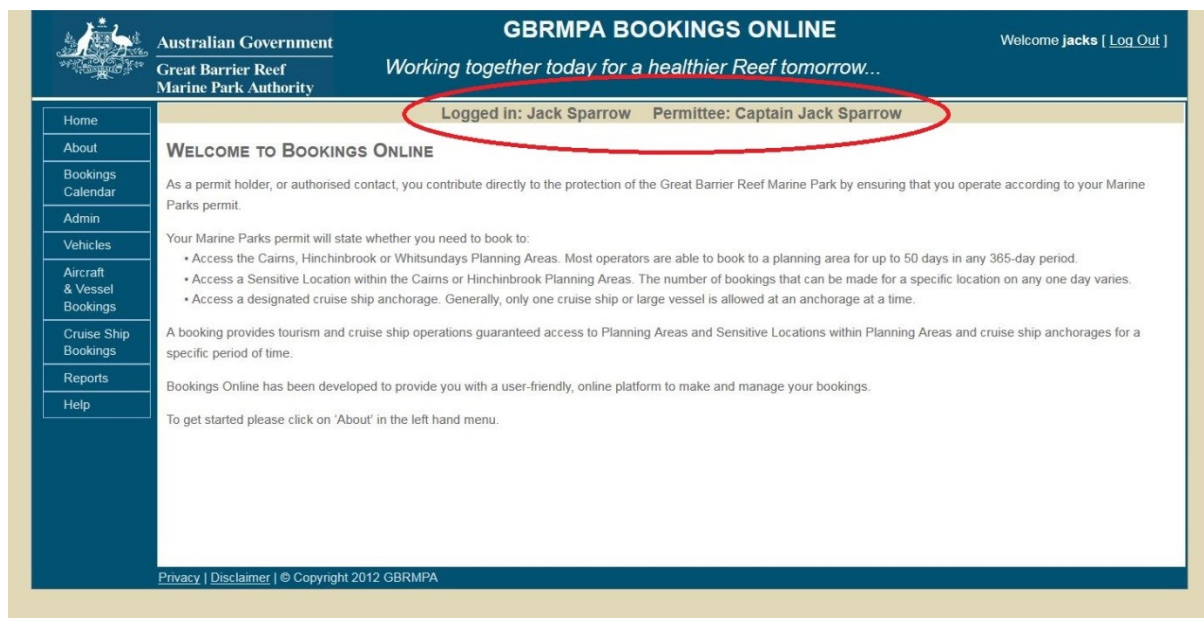 Australian Government
Great Barrier Reef
Marine Park Authority
GBRMPA BOOKINGS ONLINE
Working together today for a healthier Reef tomorrow...
Welcome jacks [ Log Out ]
Logged in: Jack Sparrow Permittee: Captain Jack Sparrow
Home
About
Bookings
Calendar
Admin
Vehicles
Aircraft
& Vessel
Bookings
Cruise Ship
Bookings
Reports
Help
WELCOME TO BOOKINGS ONLINE
As a permit holder, or authorised contact, you contribute directly to the protection of the Great Barrier Reef Marine Park by ensuring that you operate according to your Marine
Parks permit.
Your Marine Parks permit will state whether you need to book to:
• Access the Cairns, Hinchinbrook or Whitsundays Planning Areas. Most operators are able to book to a planning area for up to 50 days in any 365-day period.
• Access a Sensitive Location within the Cairns or Hinchinbrook Planning Areas. The number of bookings that can be made for a specific location on any one day varies.
• Access a designated cruise ship anchorage. Generally, only one cruise ship or large vessel is allowed at an anchorage at a time.
A booking provides tourism and cruise ship operations guaranteed access to Planning Areas and Sensitive Locations within Planning Areas and cruise ship anchorages for a
specific period of time.
Bookings Online has been developed to provide you with a user-friendly, online platform to make and manage your bookings.
To get started please click on 'About' in the left hand menu.
Privacy | Disclaimer | © Copyright 2012 GBRMPA